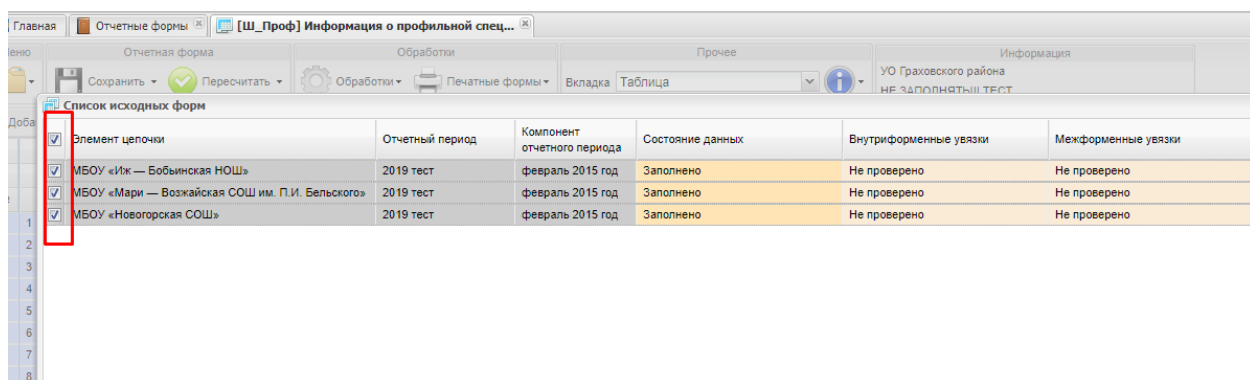 Главная Отчетные формы [Ш_Проф] Информация о профильной спец...
Отчетная форма Обработки Прочее Информация
Сохранить Пересчитать Обработки Печатные формы Вкладка Таблица УО Граховского района
Список исходных форм
Элемент цепочки Отчетный период Компонент отчетного периода Состояние данных Внутриформенные увязки Межформенные увязки
МБОУ «Иж — Бобьинская НОШ» 2019 тест февраль 2015 год Заполнено Не проверено Не проверено
МБОУ «Мари — Возжайская СОШ им. П.И. Бельского» 2019 тест февраль 2015 год Заполнено Не проверено Не проверено
МБОУ «Новогорская СОШ» 2019 тест февраль 2015 год Заполнено Не проверено Не проверено
1
2
3
4
5
6
7
8